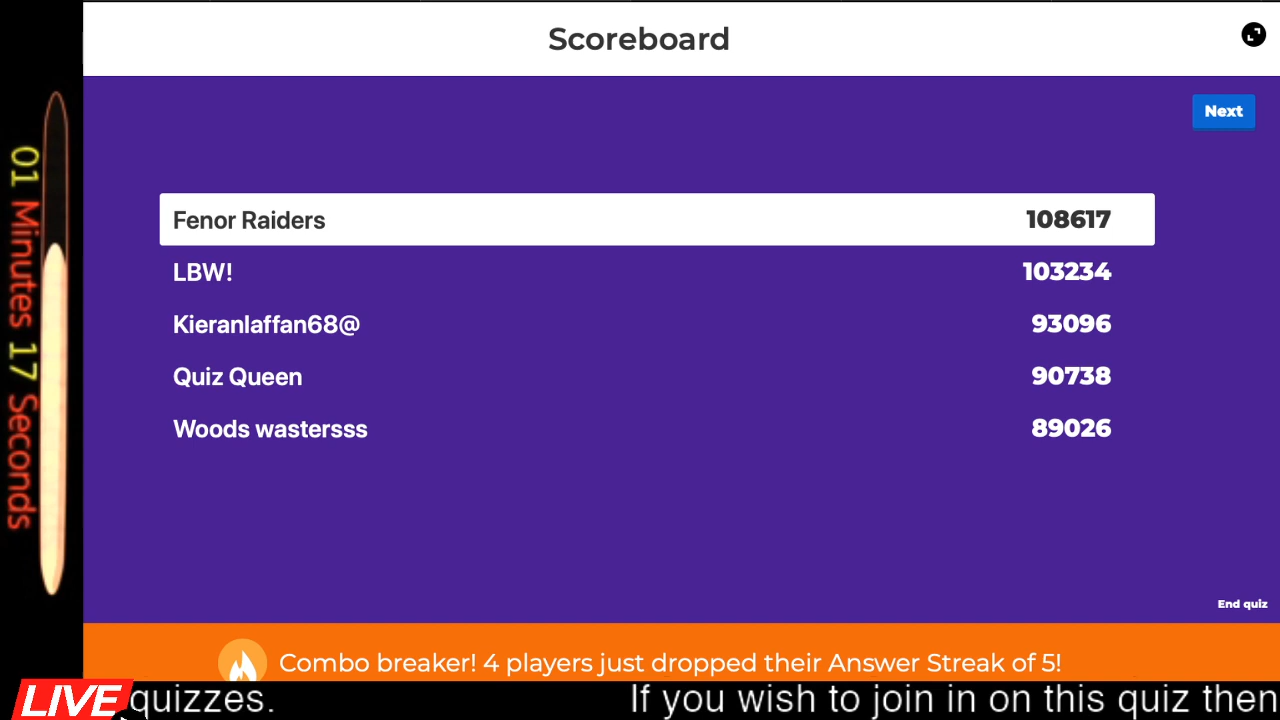 Scoreboard
Next
01 Minutes 17 Seconds
Fenor Raiders 108617
LBW! 103234
Kieranlaffan68@ 93096
Quiz Queen 90738
Woods wastersss 89026
End quiz
Combo breaker! 4 players just dropped their Answer Streak of 5!
LIVE quizzes. If you wish to join in on this quiz then